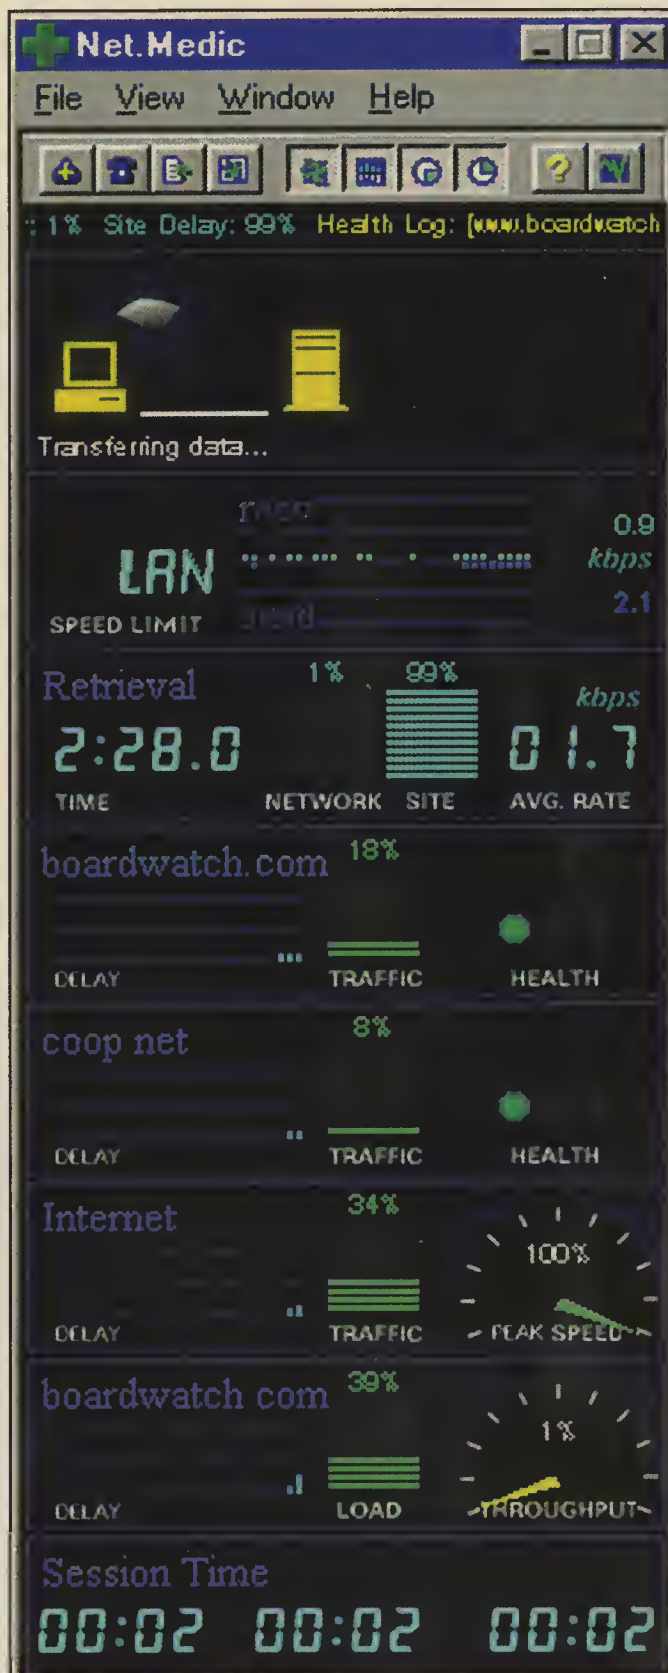 Net.Medic
File View Window Help
: 1% Site Delay: 99% Health Log: [www.boardwatch
Transferring data...
recv
0.9
LAN
kbps
SPEED LIMIT
send
2.1
Retrieval
1% 99%
kbps
2:28.0
01.7
TIME NETWORK SITE AVG. RATE
boardwatch.com 18%
DELAY TRAFFIC HEALTH
coop net 8%
DELAY TRAFFIC HEALTH
Internet 34%
100%
DELAY TRAFFIC PEAK SPEED
boardwatch com 39%
1%
DELAY LOAD THROUGHPUT
Session Time
00:02 00:02 00:02